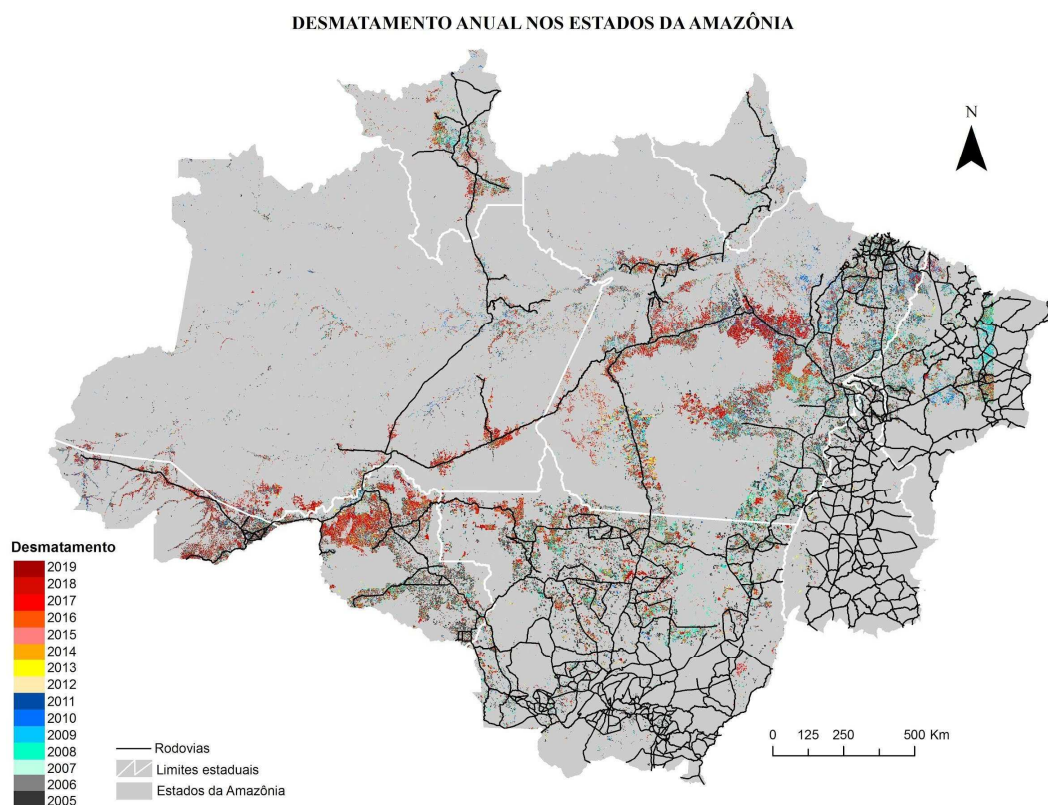 DESMATAMENTO ANUAL NOS ESTADOS DA AMAZÔNIA
N
Desmatamento
2019
2018
2017
2016
2015
2014
2013
2012
2011
2010
2009
2008
2007
2006
2005
Rodovias
Limites estaduais
Estados da Amazônia
0 125 250 500 Km